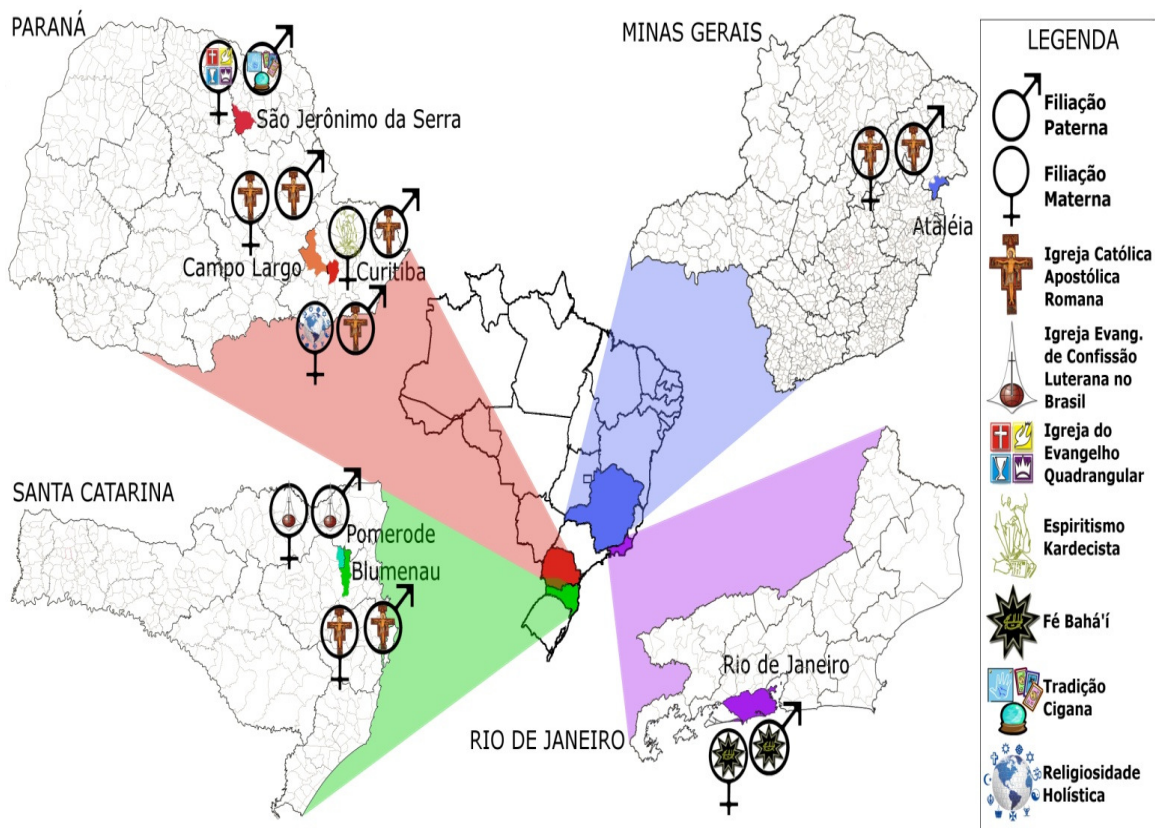 PARANÁ
São Jerônimo da Serra
Campo Largo
Curitiba
MINAS GERAIS
Ataléia
SANTA CATARINA
Pomerode
Blumenau
Rio de Janeiro
RIO DE JANEIRO
LEGENDA
Filiação
Paterna
Filiação
Materna
Igreja Católica
Apostólica
Romana
Igreja Evang.
de Confissão
Luterana no
Brasil
Igreja do
Evangelho
Quadrangular
Espiritismo
Kardecista
Fé Bahá'í
Tradição
Cigana
Religiosidade
Holística